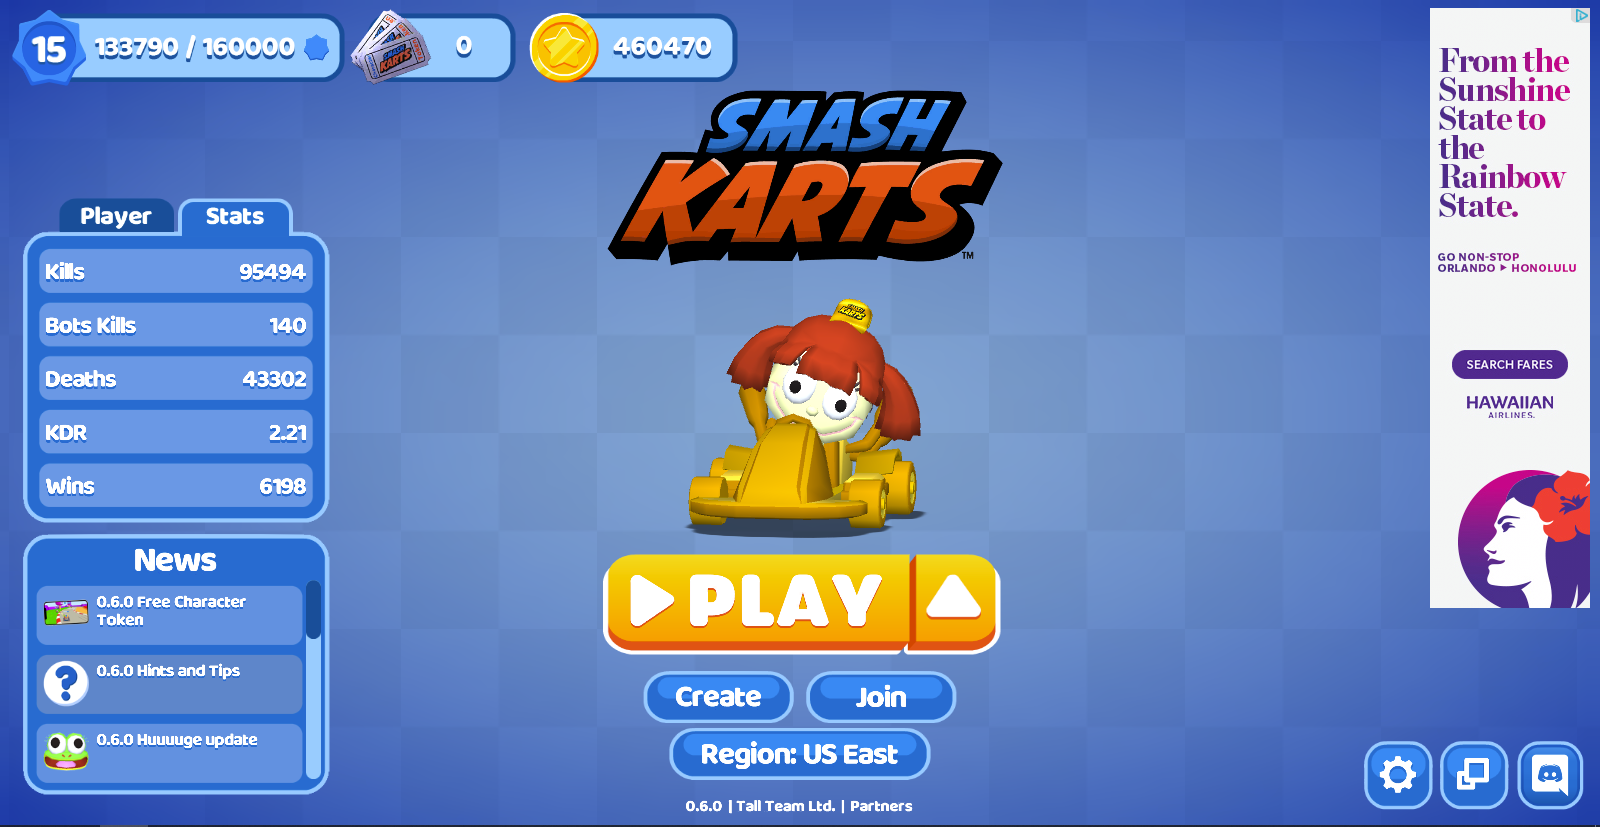 15
133790 / 160000
0
460470
SMASH
KARTS
TM
Player
Stats
Kills 95494
Bots Kills 140
Deaths 43302
KDR 2.21
Wins 6198
News
0.6.0 Free Character
Token
0.6.0 Hints and Tips
?
0.6.0 Huuuuge update
PLAY
Create
Join
Region: US East
0.6.0 | Tall Team Ltd. | Partners
From the
Sunshine
State to
the
Rainbow
State.
GO NON-STOP
ORLANDO ▸ HONOLULU
SEARCH FARES
HAWAIIAN
AIRLINES.